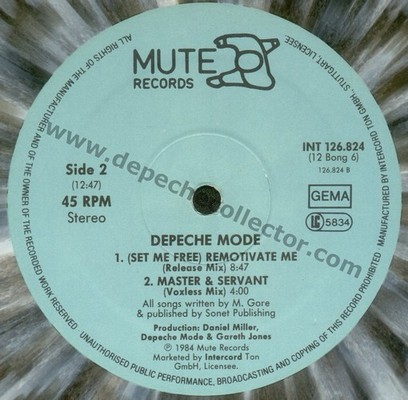 MUTE
RECORDS
ALL RIGHTS OF THE MANUFACTURER AND OF THE OWNER OF THE RECORDED WORK RESERVED
UNAUTHORISED PUBLIC PERFORMANCE, BROADCASTING AND COPYING OF THIS RECORD PROHIBITED
MANUFACTURED BY INTERCORD TON GMBH, STUTTGART, LICENSEE.
www.depechecollector.com
INT 126.824
(12 Bong 6)
126.824 B
Side 2
(12:47)
45 RPM
Stereo
GEMA
LC 5834
DEPECHE MODE
1. (SET ME FREE) REMOTIVATE ME
(Release Mix) 8:47
2. MASTER & SERVANT
(Voxless Mix) 4:00
All songs written by M. Gore
& published by Sonet Publishing
Production: Daniel Miller,
Depeche Mode & Gareth Jones
Ⓟ 1984 Mute Records
Marketed by Intercord Ton
GmbH, Licensee.